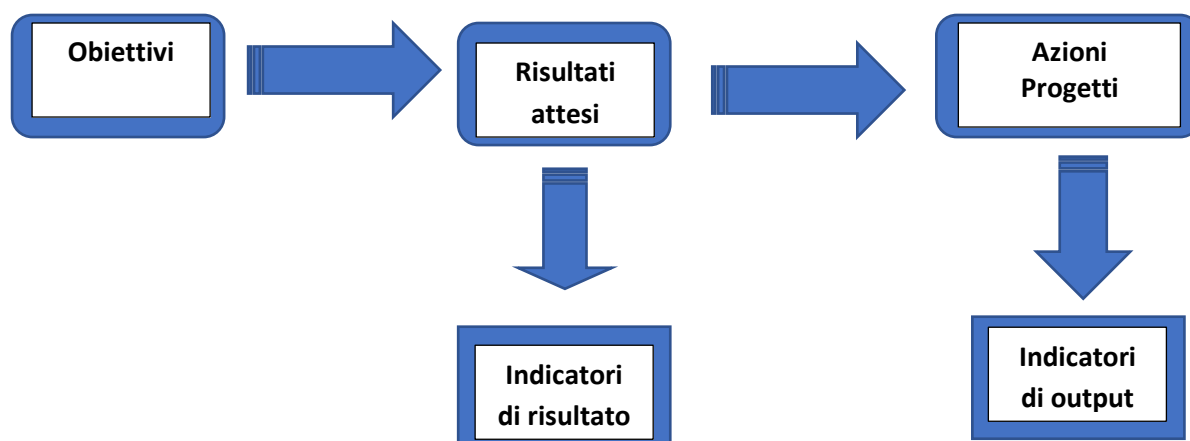 Obiettivi
Risultati
attesi
Azioni
Progetti
Indicatori
di risultato
Indicatori
di output